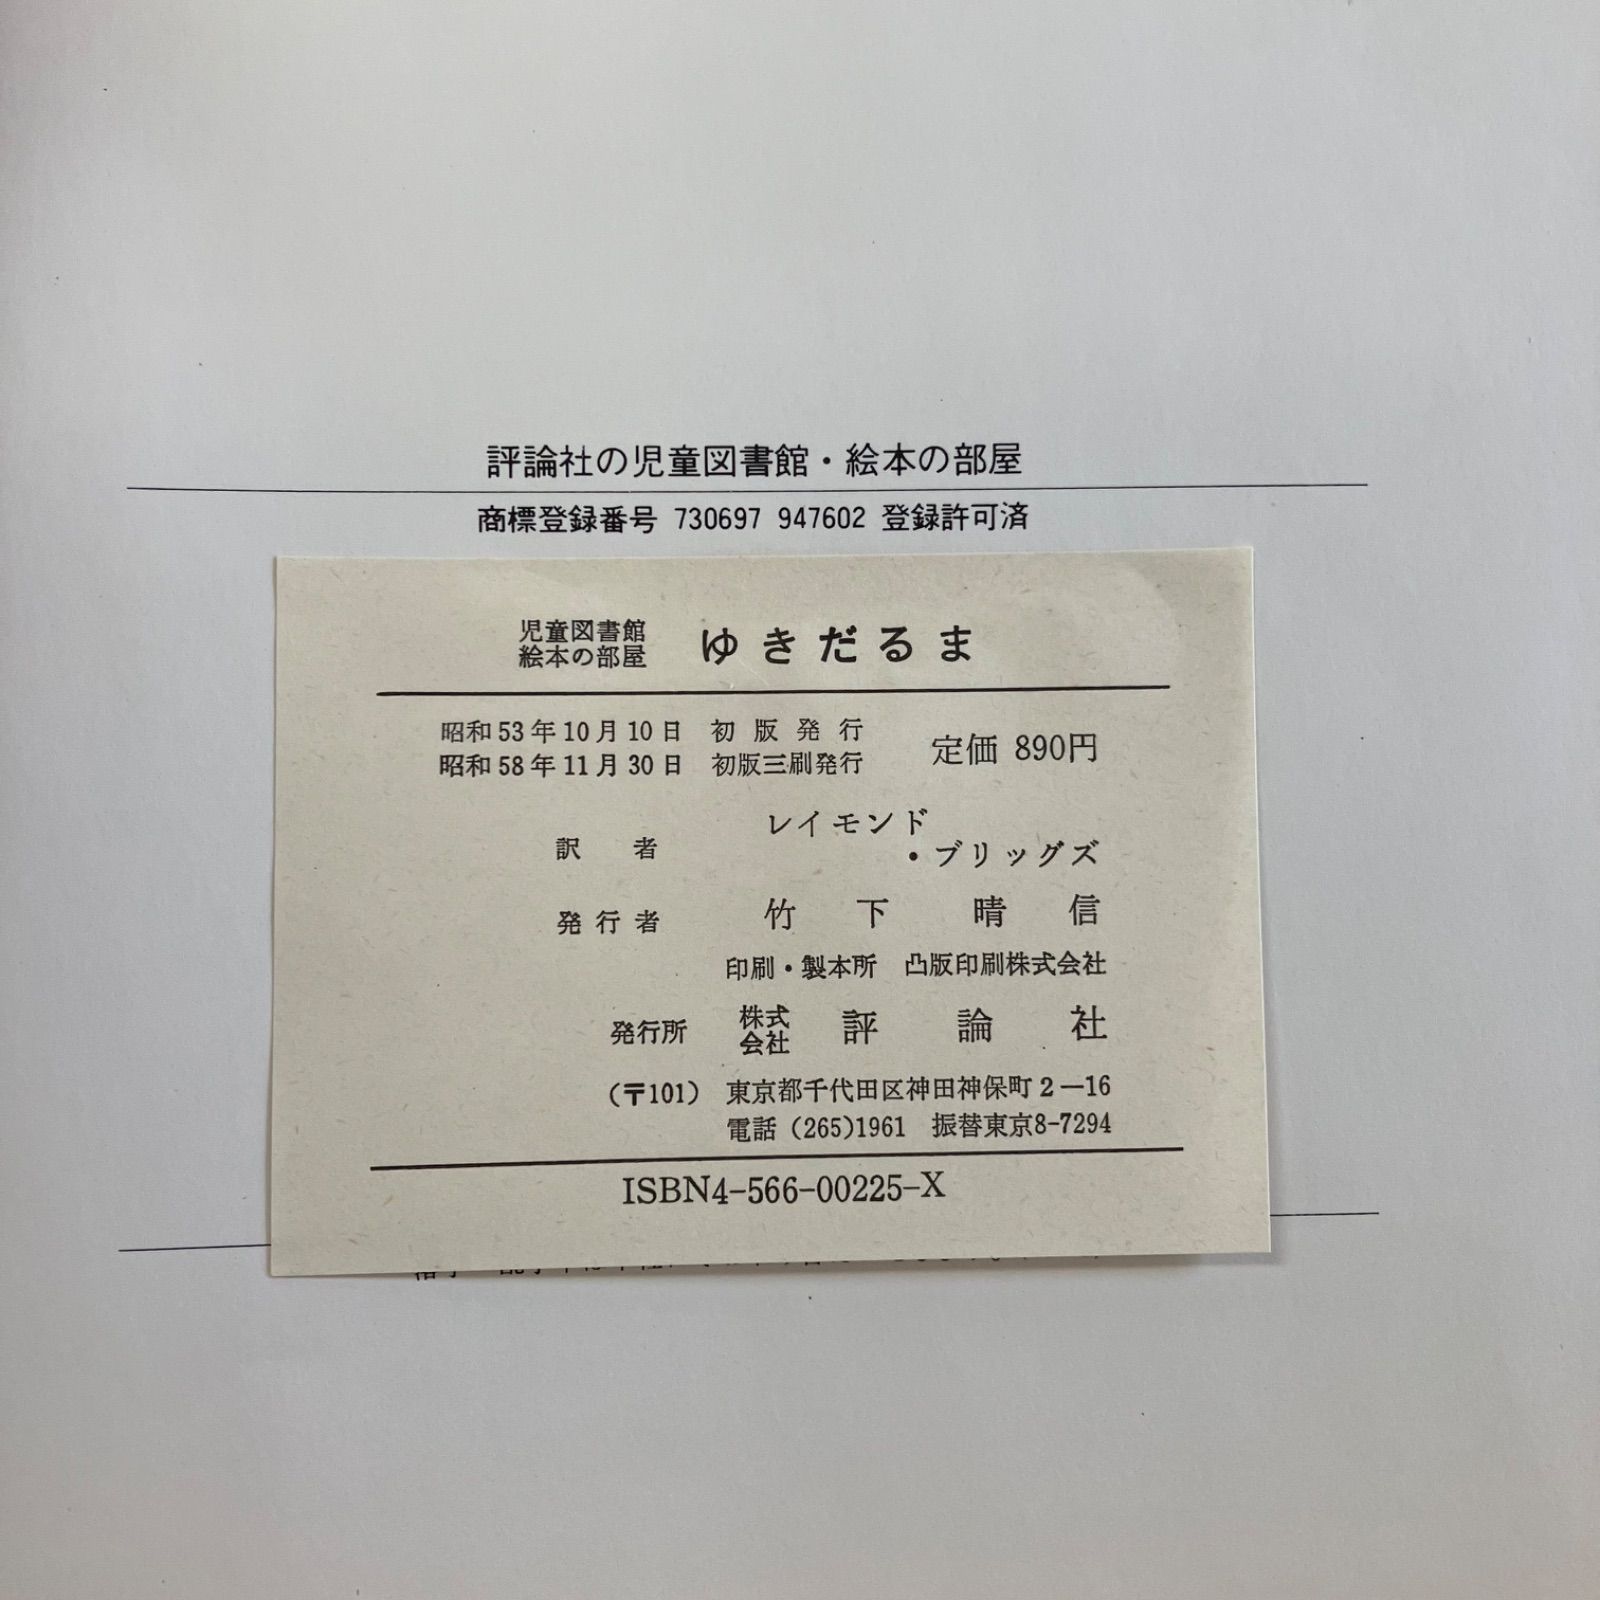 評論社の児童図書館・絵本の部屋
商標登録番号 730697 947602 登録許可済
児童図書館
絵本の部屋 ゆきだるま
昭和53年10月10日 初版発行
昭和58年11月30日 初版三刷発行
定価 890円
訳者 レイモンド
・ブリッグズ
発行者 竹下晴信
印刷・製本所 凸版印刷株式会社
発行所 株式会社 評論社
(〒101) 東京都千代田区神田神保町2—16
電話(265)1961 振替東京8-7294
ISBN4-566-00225-X